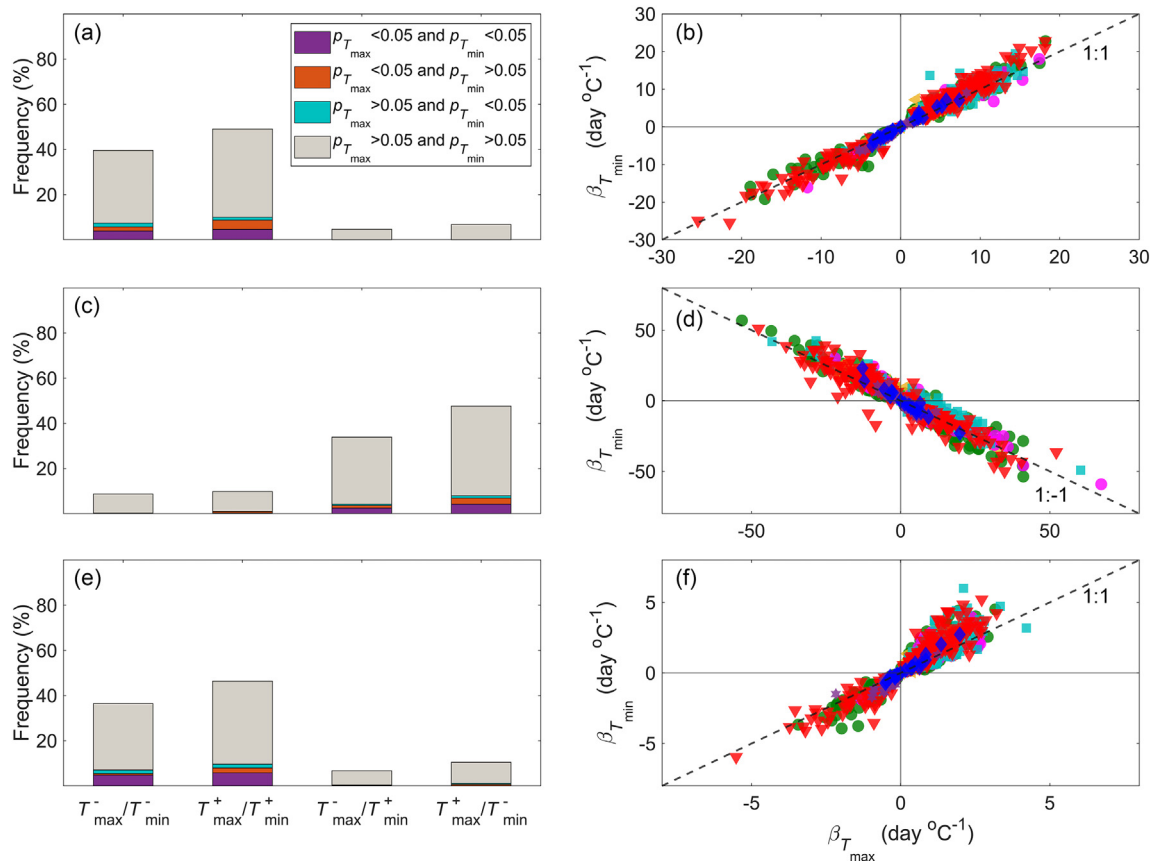 (a)
p_Tmax <0.05 and p_Tmin <0.05
p_Tmax <0.05 and p_Tmin >0.05
p_Tmax >0.05 and p_Tmin <0.05
p_Tmax >0.05 and p_Tmin >0.05
80
60
40
20
Frequency (%)
(b)
1:1
30
20
10
0
-10
-20
-30
β_Tmin (day °C⁻¹)
-30 -20 -10 0 10 20 30
(c)
80
60
40
20
Frequency (%)
(d)
1:-1
50
0
-50
β_Tmin (day °C⁻¹)
-50 0 50
(e)
80
60
40
20
Frequency (%)
T⁻max/T⁻min T⁺max/T⁺min T⁻max/T⁺min T⁺max/T⁻min
(f)
1:1
5
0
-5
β_Tmin (day °C⁻¹)
-5 0 5
β_Tmax (day °C⁻¹)